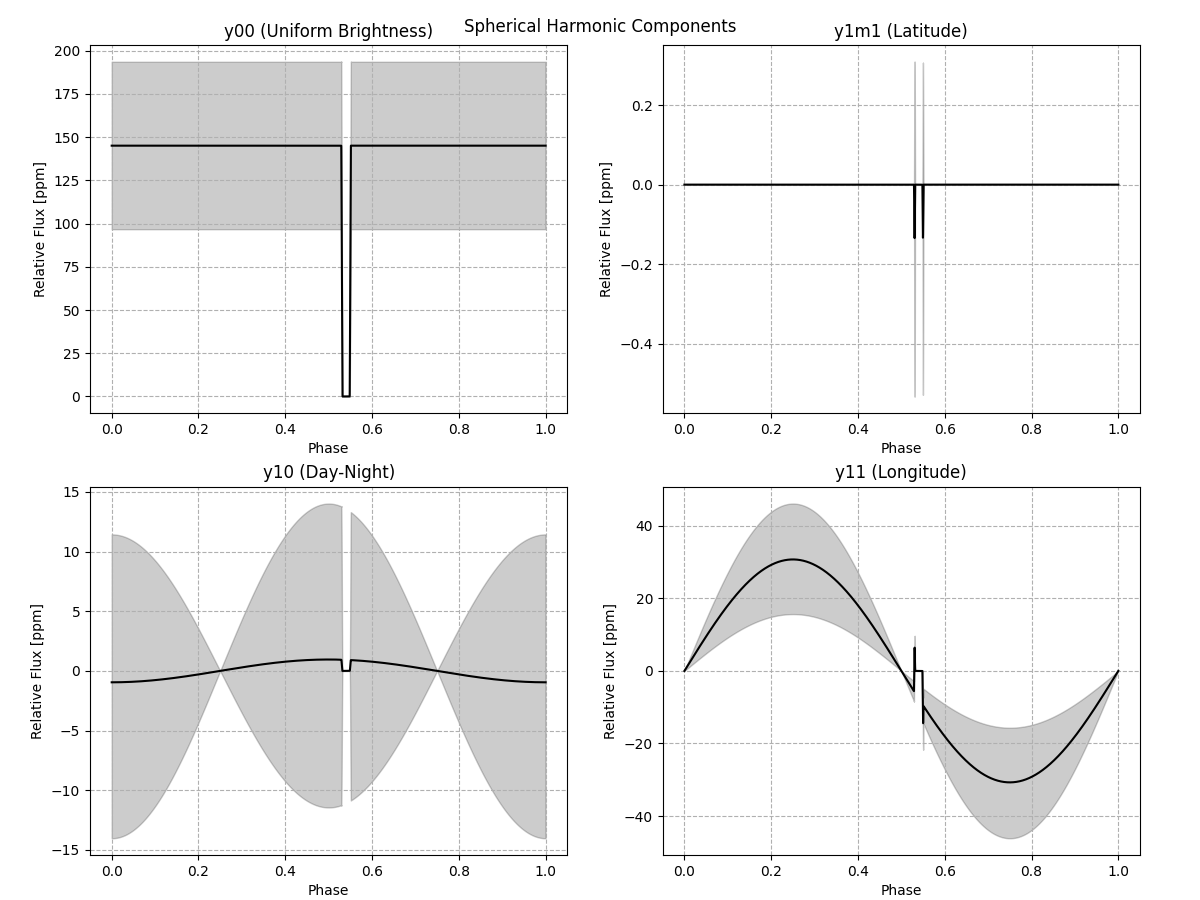 Spherical Harmonic Components
y00 (Uniform Brightness)
200
175
150
125
100
75
50
25
0
Relative Flux [ppm]
0.0 0.2 0.4 0.6 0.8 1.0
Phase
y1m1 (Latitude)
0.2
0.0
−0.2
−0.4
Relative Flux [ppm]
0.0 0.2 0.4 0.6 0.8 1.0
Phase
y10 (Day-Night)
15
10
5
0
−5
−10
−15
Relative Flux [ppm]
0.0 0.2 0.4 0.6 0.8 1.0
Phase
y11 (Longitude)
40
20
0
−20
−40
Relative Flux [ppm]
0.0 0.2 0.4 0.6 0.8 1.0
Phase